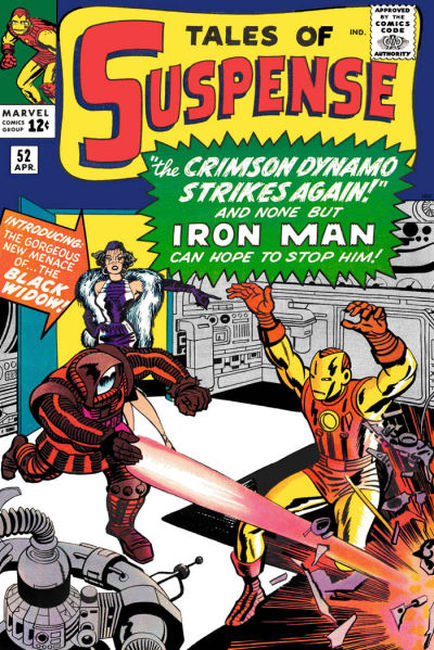 MARVEL
COMICS
GROUP
12¢
52
APR.
IND.
APPROVED
BY THE
COMICS
CODE
AUTHORITY
TALES OF
SUSPENSE
"the CRIMSON DYNAMO
STRIKES AGAIN!"
AND NONE BUT
IRON MAN
CAN HOPE TO STOP HIM!
INTRODUCING:
THE GORGEOUS
NEW MENACE
OF...THE
BLACK
WIDOW!